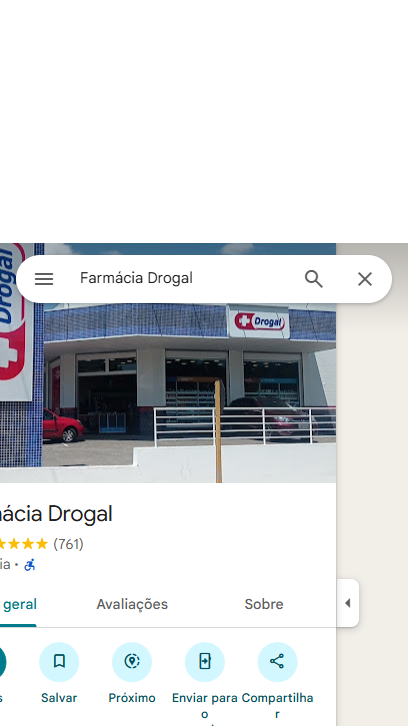 Farmácia Drogal
Drogal
Drogal
ácia Drogal
(761)
ia •
geral
Avaliações
Sobre
s
Salvar
Próximo
Enviar para o
Compartilhar